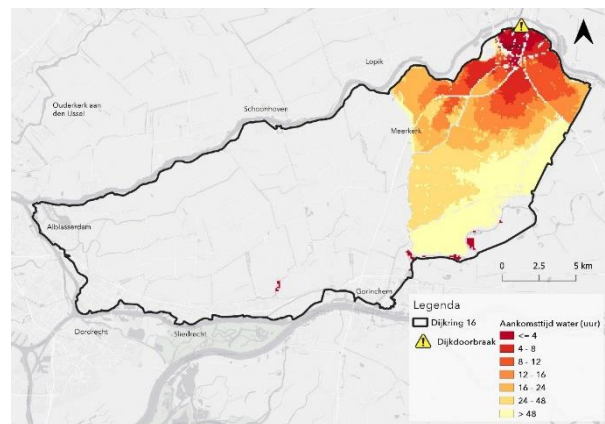 Lopik
Ouderkerk aan
den IJssel
Schoonhoven
Meerkerk
Alblasserdam
Gorinchem
Dordrecht
Sliedrecht
0 2.5 5 km
Legenda
Dijkring 16
Dijkdoorbraak
Aankomsttijd water (uur)
<= 4
4 - 8
8 - 12
12 - 16
16 - 24
24 - 48
> 48